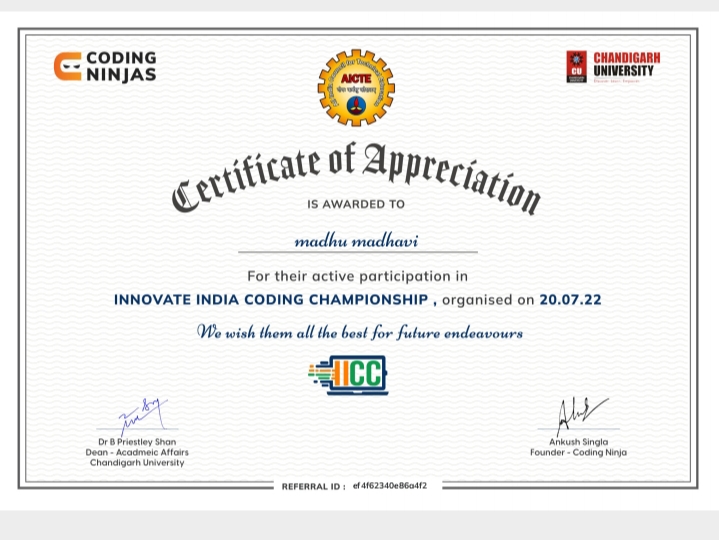 CODING
NINJAS
AICTE
CHANDIGARH
UNIVERSITY
CU
Certificate of Appreciation
IS AWARDED TO
madhu madhavi
For their active participation in
INNOVATE INDIA CODING CHAMPIONSHIP , organised on 20.07.22
We wish them all the best for future endeavours
IICC
Dr B Priestley Shan
Dean - Acadmeic Affairs
Chandigarh University
Ankush Singla
Founder - Coding Ninja
REFERRAL ID : ef4f62340e86a4f2